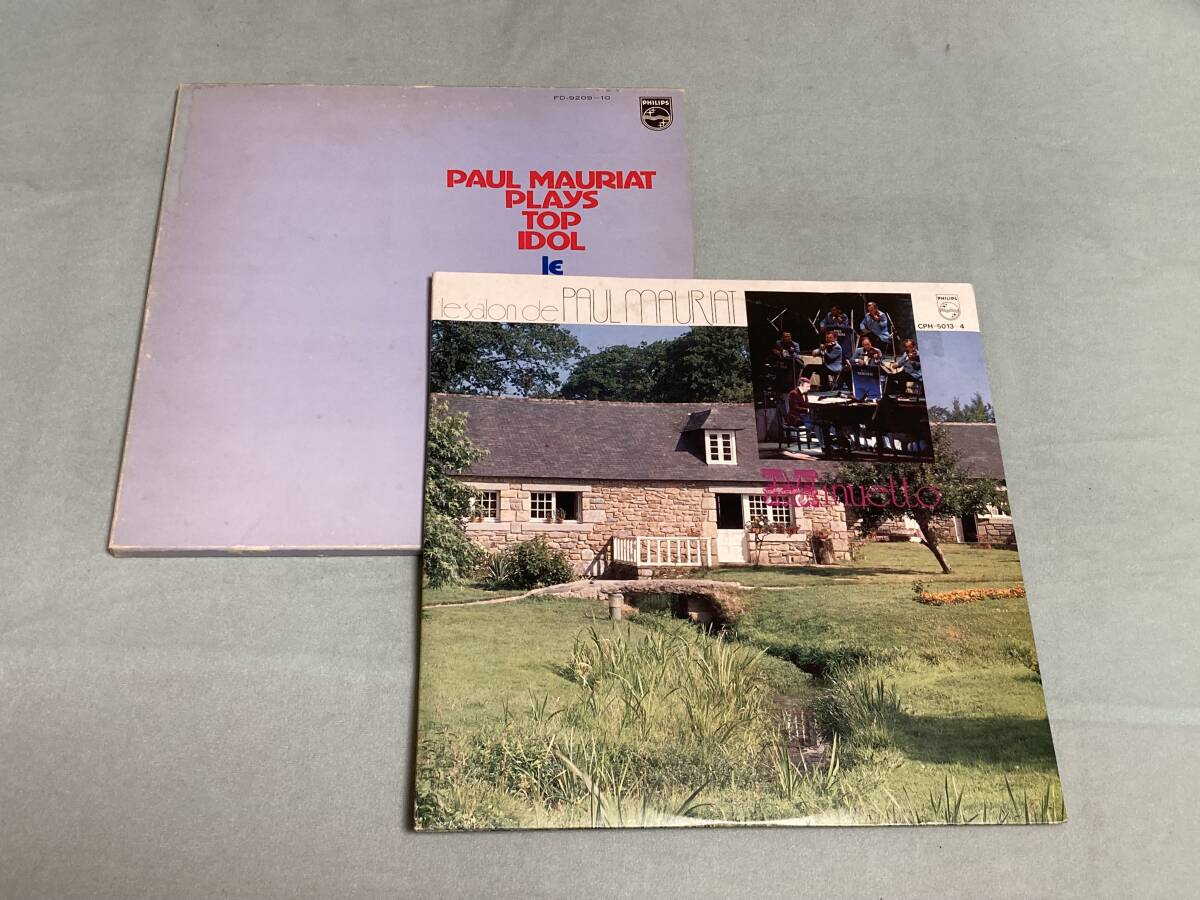 FD-9209-10
PHILIPS
PAUL MAURIAT
PLAYS
TOP
IDOL
le
le salon de PAUL MAURIAT
PHILIPS
CPH-5013~4
Minuetto